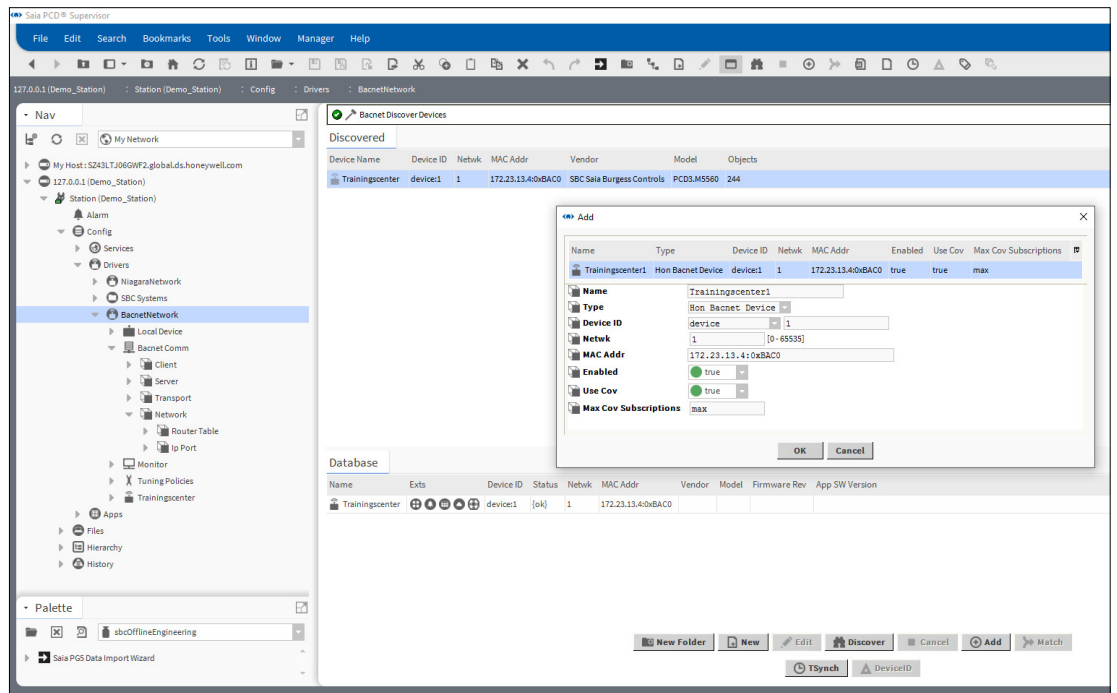 Saia PCD® Supervisor
File Edit Search Bookmarks Tools Window Manager Help
127.0.0.1 (Demo_Station) : Station (Demo_Station) : Config : Drivers : BacnetNetwork
Nav
My Network
My Host : SZ43LTJ06GWF2.global.ds.honeywell.com
127.0.0.1 (Demo_Station)
Station (Demo_Station)
Alarm
Config
Services
Drivers
NiagaraNetwork
SBC Systems
BacnetNetwork
Local Device
Bacnet Comm
Client
Server
Transport
Network
Router Table
Ip Port
Monitor
Tuning Policies
Trainingscenter
Apps
Files
Hierarchy
History
Palette
sbcOfflineEngineering
Saia PG5 Data Import Wizard
Bacnet Discover Devices
Discovered
Device Name Device ID Netwk MAC Addr Vendor Model Objects
Trainingscenter device:1 1 172.23.13.4:0xBAC0 SBC Saia Burgess Controls PCD3.M5560 244
Add
Name Type Device ID Netwk MAC Addr Enabled Use Cov Max Cov Subscriptions
Trainingscenter1 Hon Bacnet Device device:1 1 172.23.13.4:0xBAC0 true true max
Name Trainingscenter1
Type Hon Bacnet Device
Device ID device 1
Netwk 1 [0 - 65535]
MAC Addr 172.23.13.4:0xBAC0
Enabled true
Use Cov true
Max Cov Subscriptions max
OK Cancel
Database
Name Exts Device ID Status Netwk MAC Addr Vendor Model Firmware Rev App SW Version
Trainingscenter device:1 {ok} 1 172.23.13.4:0xBAC0
New Folder New Edit Discover Cancel Add Match
TSynch DeviceID